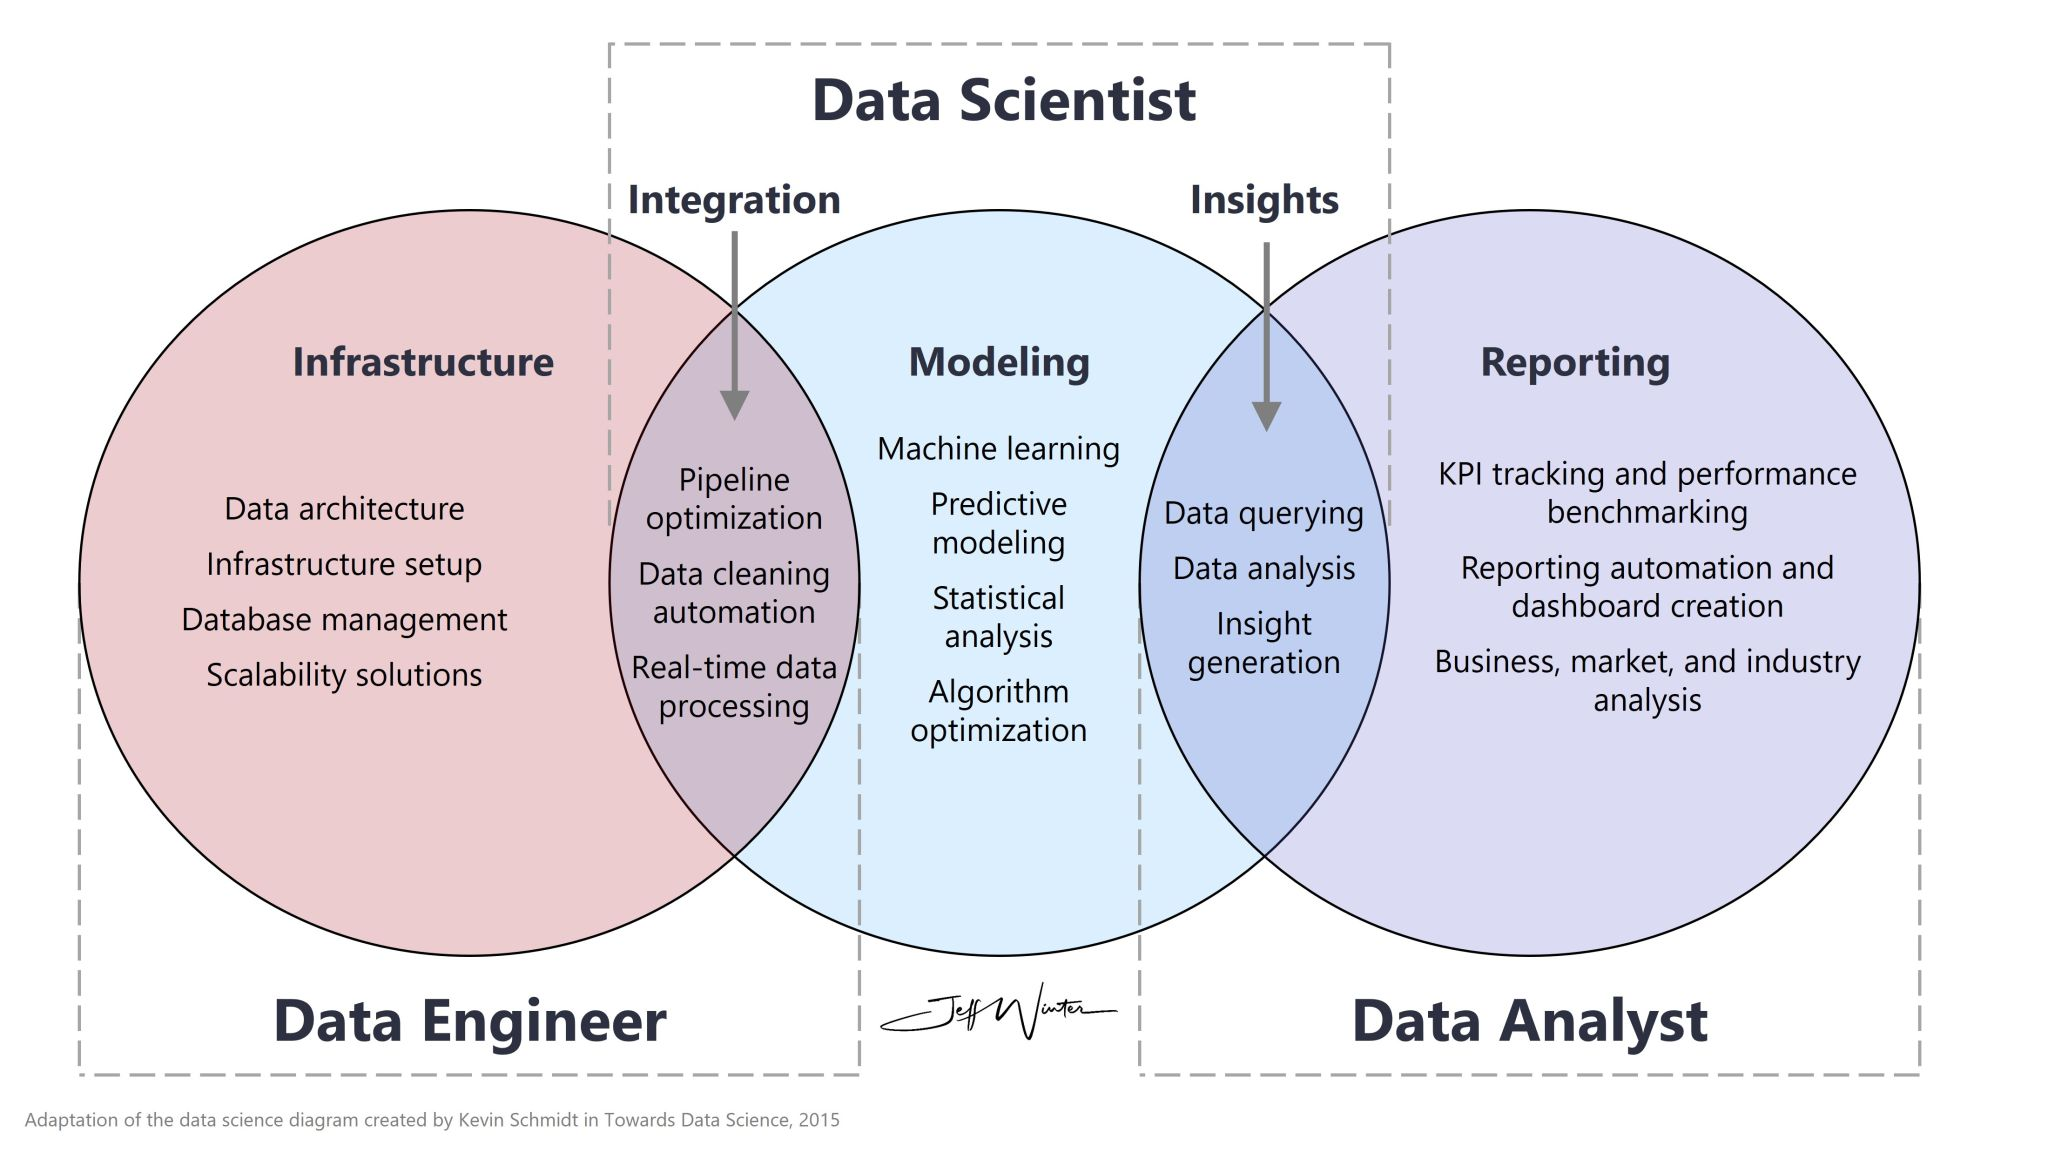 Data Scientist
Integration
Insights
Infrastructure
Modeling
Reporting
Data architecture
Infrastructure setup
Database management
Scalability solutions
Pipeline
optimization
Data cleaning
automation
Real-time data
processing
Machine learning
Predictive
modeling
Statistical
analysis
Algorithm
optimization
Data querying
Data analysis
Insight
generation
KPI tracking and performance
benchmarking
Reporting automation and
dashboard creation
Business, market, and industry
analysis
Data Engineer
Jeff Winter
Data Analyst
Adaptation of the data science diagram created by Kevin Schmidt in Towards Data Science, 2015